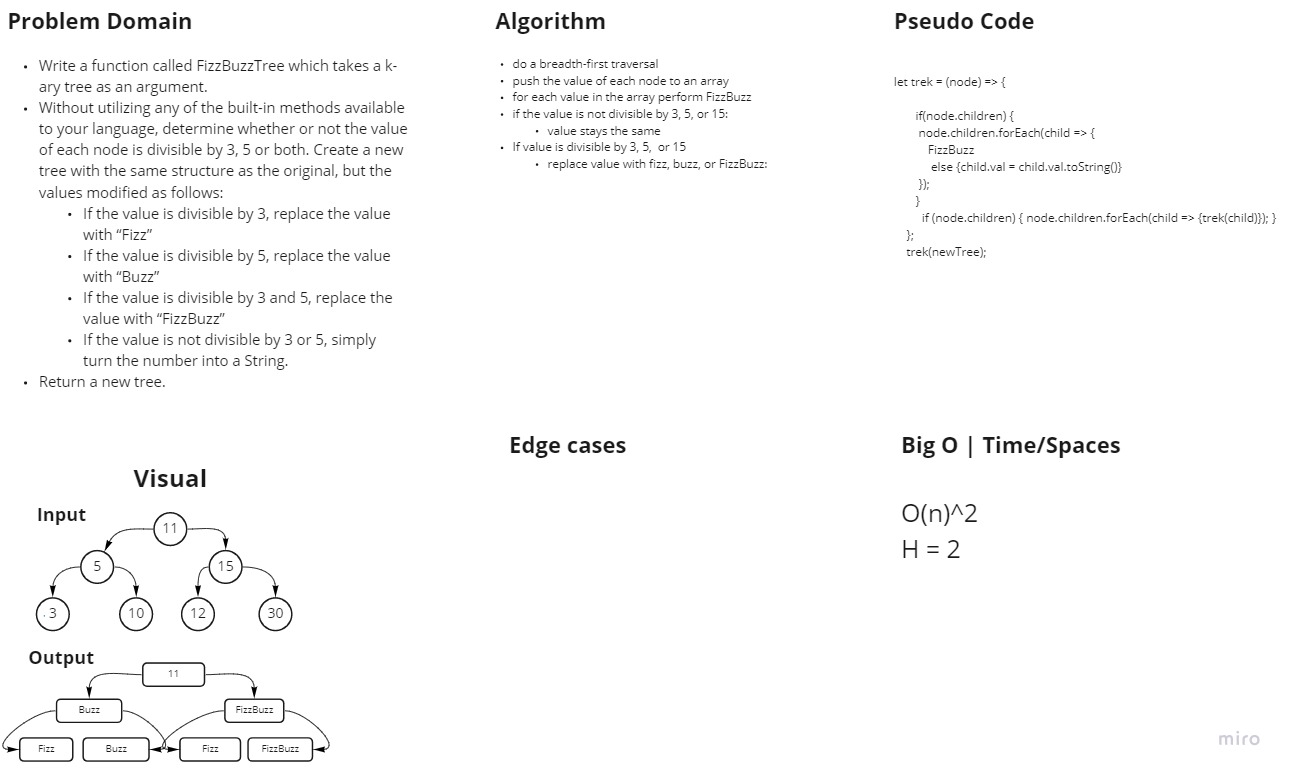 Problem Domain
• Write a function called FizzBuzzTree which takes a k-
ary tree as an argument.
• Without utilizing any of the built-in methods available
to your language, determine whether or not the value
of each node is divisible by 3, 5 or both. Create a new
tree with the same structure as the original, but the
values modified as follows:
• If the value is divisible by 3, replace the value
with “Fizz”
• If the value is divisible by 5, replace the value
with “Buzz”
• If the value is divisible by 3 and 5, replace the
value with “FizzBuzz”
• If the value is not divisible by 3 or 5, simply
turn the number into a String.
• Return a new tree.
Algorithm
• do a breadth-first traversal
• push the value of each node to an array
• for each value in the array perform FizzBuzz
• if the value is not divisible by 3, 5, or 15:
• value stays the same
• If value is divisible by 3, 5, or 15
• replace value with fizz, buzz, or FizzBuzz:
Pseudo Code
let trek = (node) => {
if(node.children) {
node.children.forEach(child => {
FizzBuzz
else {child.val = child.val.toString()}
});
}
if (node.children) { node.children.forEach(child => {trek(child)}); }
};
trek(newTree);
Visual
Input
11
5 15
. 3 10 12 30
Output
11
Buzz FizzBuzz
Fizz Buzz Fizz FizzBuzz
Edge cases
Big O | Time/Spaces
O(n)^2
H = 2
miro